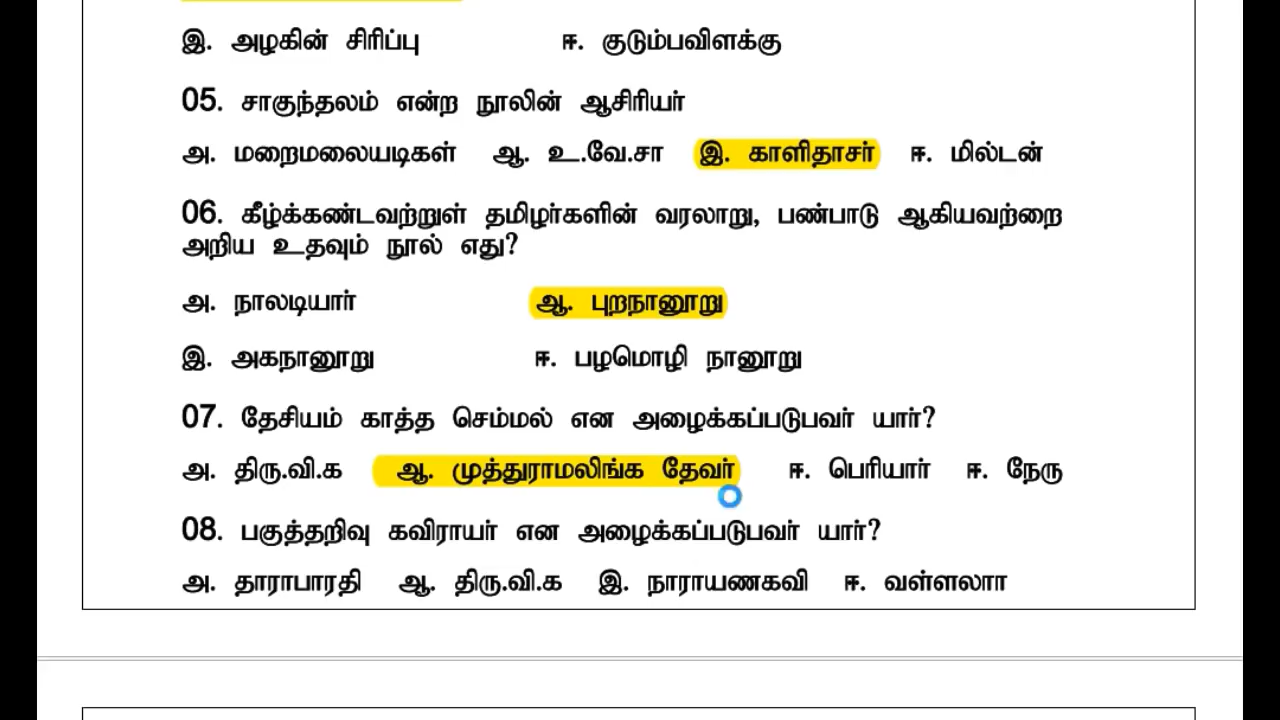 இ. அழகின் சிரிப்பு ஈ. குடும்பவிளக்கு
05. சாகுந்தலம் என்ற நூலின் ஆசிரியர்
அ. மறைமலையடிகள் ஆ. உ.வே.சா இ. காளிதாசர் ஈ. மில்டன்
06. கீழ்க்கண்டவற்றுள் தமிழர்களின் வரலாறு, பண்பாடு ஆகியவற்றை
அறிய உதவும் நூல் எது?
அ. நாலடியார் ஆ. புறநானூறு
இ. அகநானூறு ஈ. பழமொழி நானூறு
07. தேசியம் காத்த செம்மல் என அழைக்கப்படுபவர் யார்?
அ. திரு.வி.க ஆ. முத்துராமலிங்க தேவர் ஈ. பெரியார் ஈ. நேரு
08. பகுத்தறிவு கவிராயர் என அழைக்கப்படுபவர் யார்?
அ. தாராபாரதி ஆ. திரு.வி.க இ. நாராயணகவி ஈ. வள்ளலாா